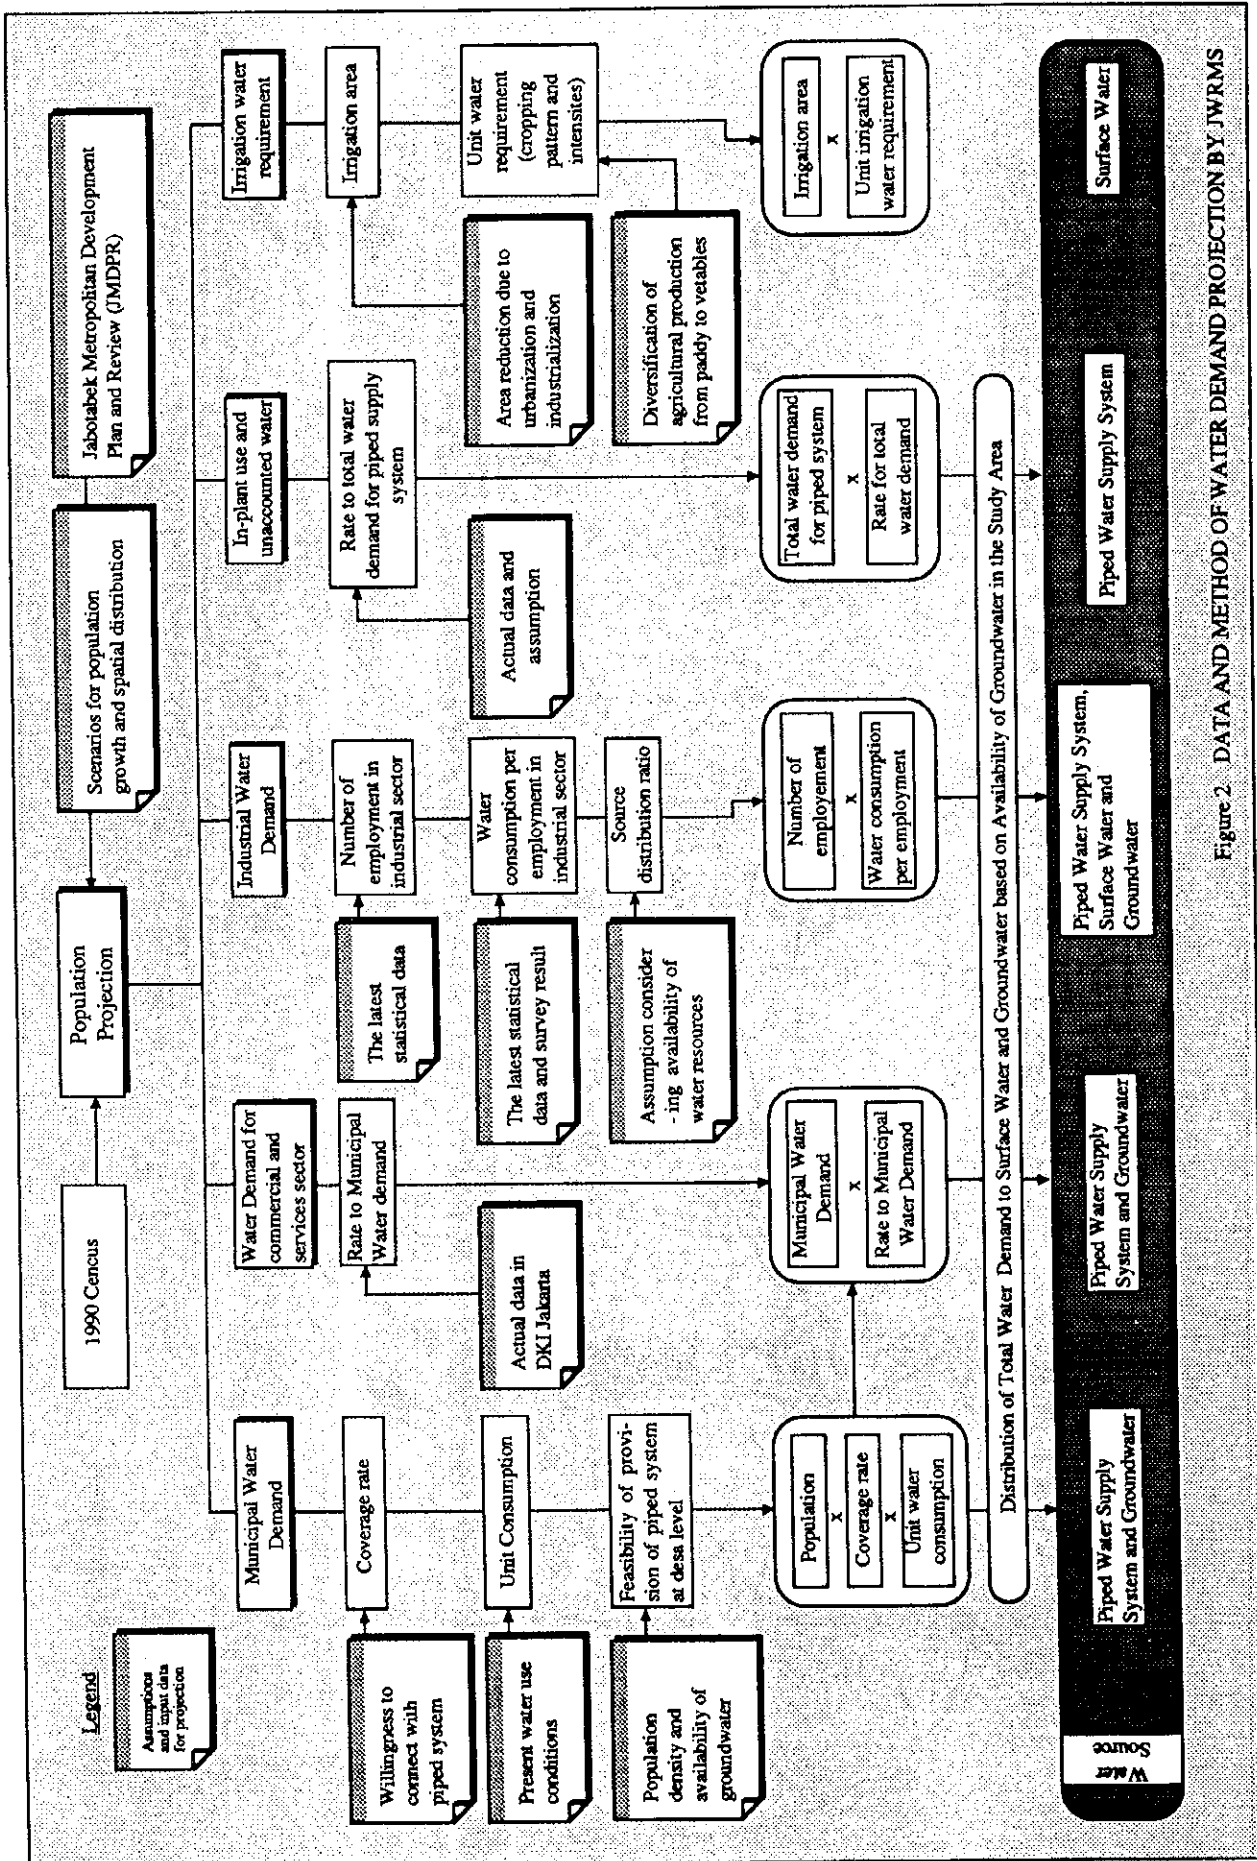 Legend
Assumptions
and input data
for projection
1990 Cencus
Population
Projection
Scenarios for population
growth and spatial distribution
Jabotabek Metropolitan Development
Plan and Review (JMDPR)
Municipal Water
Demand
Water Demand for
commercial and
services sector
Industrial Water
Demand
In-plant use and
unaccounted water
Irrigation water
requirement
Willingness to
connect with
piped system
Coverage rate
Rate to Municipal
Water demand
The latest
statistical data
Number of
employment in
industrial sector
Rate to total water
demand for piped supply
system
Irrigation area
Present water use
conditions
Unit Consumption
Actual data in
DKI Jakarta
The latest statistical
data and survey result
Water
consumption per
employment in
industrial sector
Actual data and
assumption
Area reduction due to
urbanization and
industrialization
Unit water
requirement
(cropping
pattern and
intensites)
Population
density and
availability of
groundwater
Feasibility of provi-
sion of piped system
at desa level
Assumption consider
- ing availability of
water resources
Source
distribution ratio
Diversification of
agricultural production
from paddy to vetables
Population
x
Coverage rate
x
Unit water
consumption
Municipal Water
Demand
x
Rate to Municipal
Water Demand
Number of
employement
x
Water consumption
per employment
Total water demand
for piped system
x
Rate for total
water demand
Irrigation area
x
Unit irrigation
water requirement
Distribution of Total Water Demand to Surface Water and Groundwater based on Availability of Groundwater in the Study Area
Water
Source
Piped Water Supply
System and Groundwater
Piped Water Supply
System and Groundwater
Piped Water Supply System,
Surface Water and
Groundwater
Piped Water Supply System
Surface Water
Figure 2 DATA AND METHOD OF WATER DEMAND PROJECTION BY JWRMS